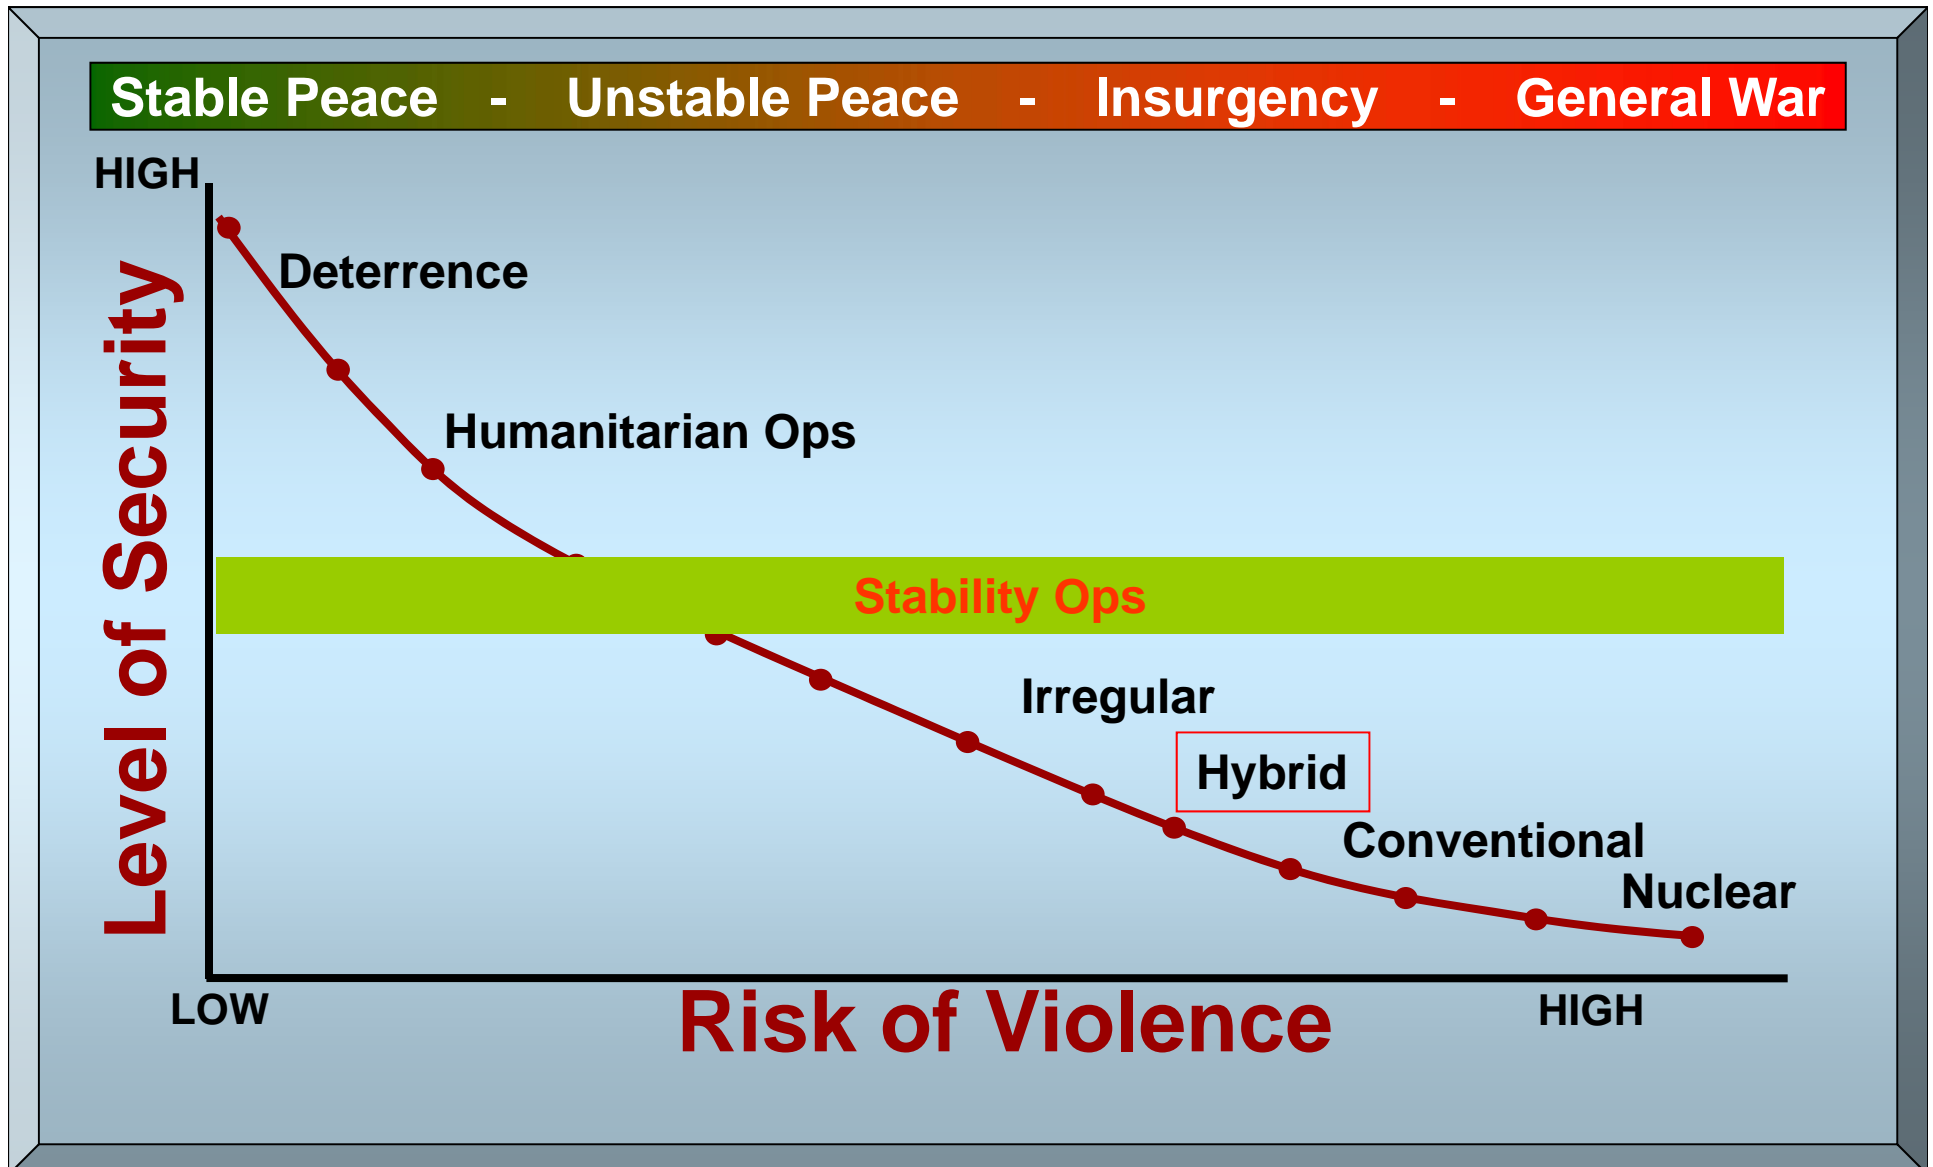 Stable Peace - Unstable Peace - Insurgency - General War
HIGH
Level of Security
Deterrence
Humanitarian Ops
Stability Ops
Irregular
Hybrid
Conventional
Nuclear
LOW
Risk of Violence
HIGH